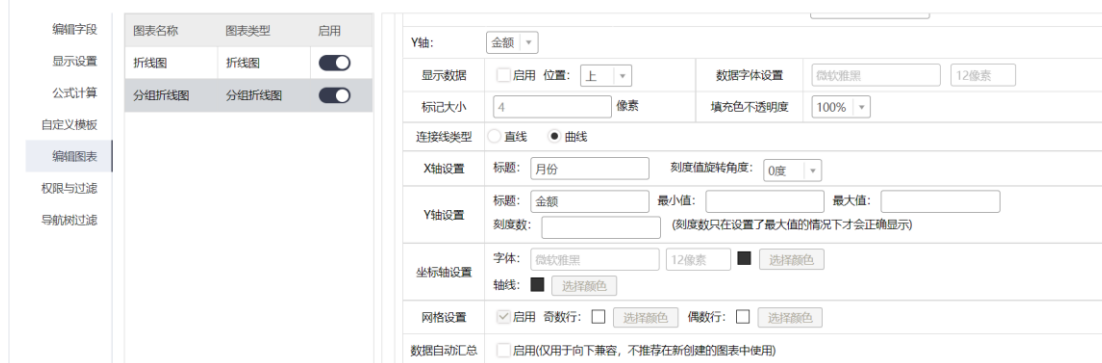 编辑字段
显示设置
公式计算
自定义模板
编辑图表
权限与过滤
导航树过滤
图表名称 图表类型 启用
折线图 折线图
分组折线图 分组折线图
Y轴: 金额
显示数据 启用 位置: 上 数据字体设置 微软雅黑 12像素
标记大小 4 像素 填充色不透明度 100%
连接线类型 直线 曲线
X轴设置 标题: 月份 刻度值旋转角度: 0度
Y轴设置 标题: 金额 最小值: 最大值:
刻度数: (刻度数只在设置了最大值的情况下才会正确显示)
坐标轴设置 字体: 微软雅黑 12像素 选择颜色
轴线: 选择颜色
网格设置 启用 奇数行: 选择颜色 偶数行: 选择颜色
数据自动汇总 启用(仅用于向下兼容，不推荐在新创建的图表中使用)